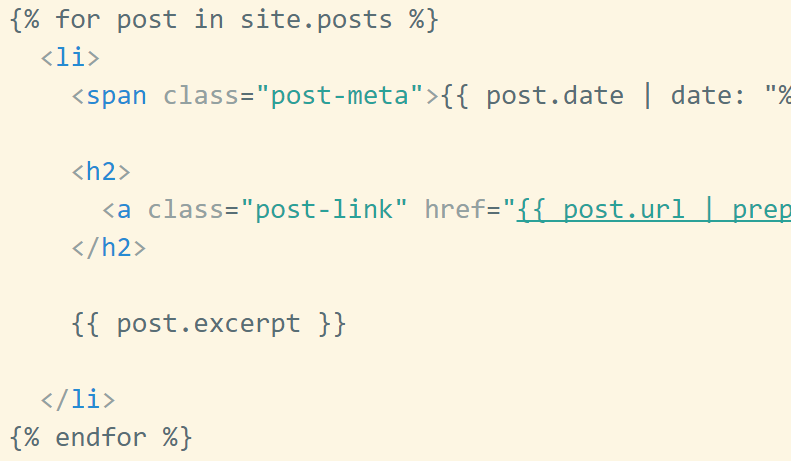 {% for post in site.posts %}
<li>
<span class="post-meta">{{ post.date | date: "%
<h2>
<a class="post-link" href="{{ post.url | prep
</h2>
{{ post.excerpt }}
</li>
{% endfor %}